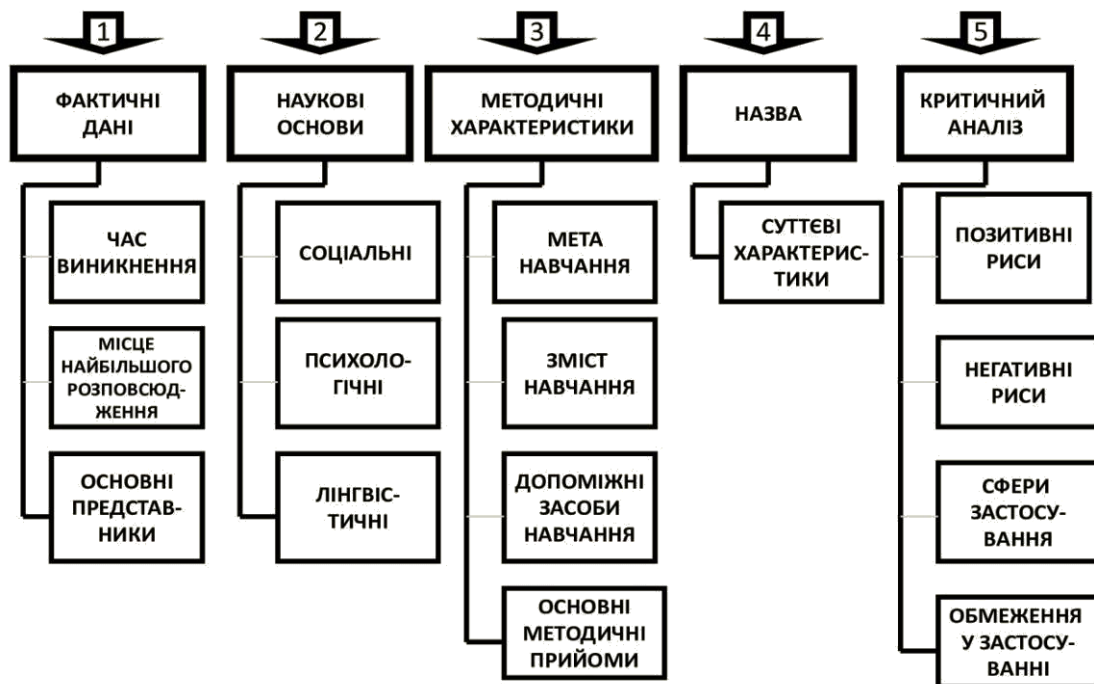 1
ФАКТИЧНІ
ДАНІ
ЧАС
ВИНИКНЕННЯ
МІСЦЕ
НАЙБІЛЬШОГО
РОЗПОВСЮД-
ЖЕННЯ
ОСНОВНІ
ПРЕДСТАВ-
НИКИ
2
НАУКОВІ
ОСНОВИ
СОЦІАЛЬНІ
ПСИХОЛО-
ГІЧНІ
ЛІНГВІС-
ТИЧНІ
3
МЕТОДИЧНІ
ХАРАКТЕРИСТИКИ
МЕТА
НАВЧАННЯ
ЗМІСТ
НАВЧАННЯ
ДОПОМІЖНІ
ЗАСОБИ
НАВЧАННЯ
ОСНОВНІ
МЕТОДИЧНІ
ПРИЙОМИ
4
НАЗВА
СУТТЄВІ
ХАРАКТЕРИС-
ТИКИ
5
КРИТИЧНИЙ
АНАЛІЗ
ПОЗИТИВНІ
РИСИ
НЕГАТИВНІ
РИСИ
СФЕРИ
ЗАСТОСУ-
ВАННЯ
ОБМЕЖЕННЯ
У ЗАСТОСУ-
ВАННІ